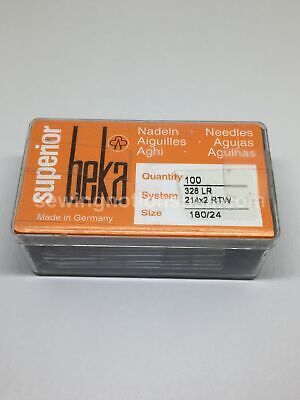 superior
beka
Made in Germany
Nadeln · Needles
Aiguilles · Agujas
Aghi · Agulhas
Quantity 100
System 328 LR
214x2 RTW
Size 180/24